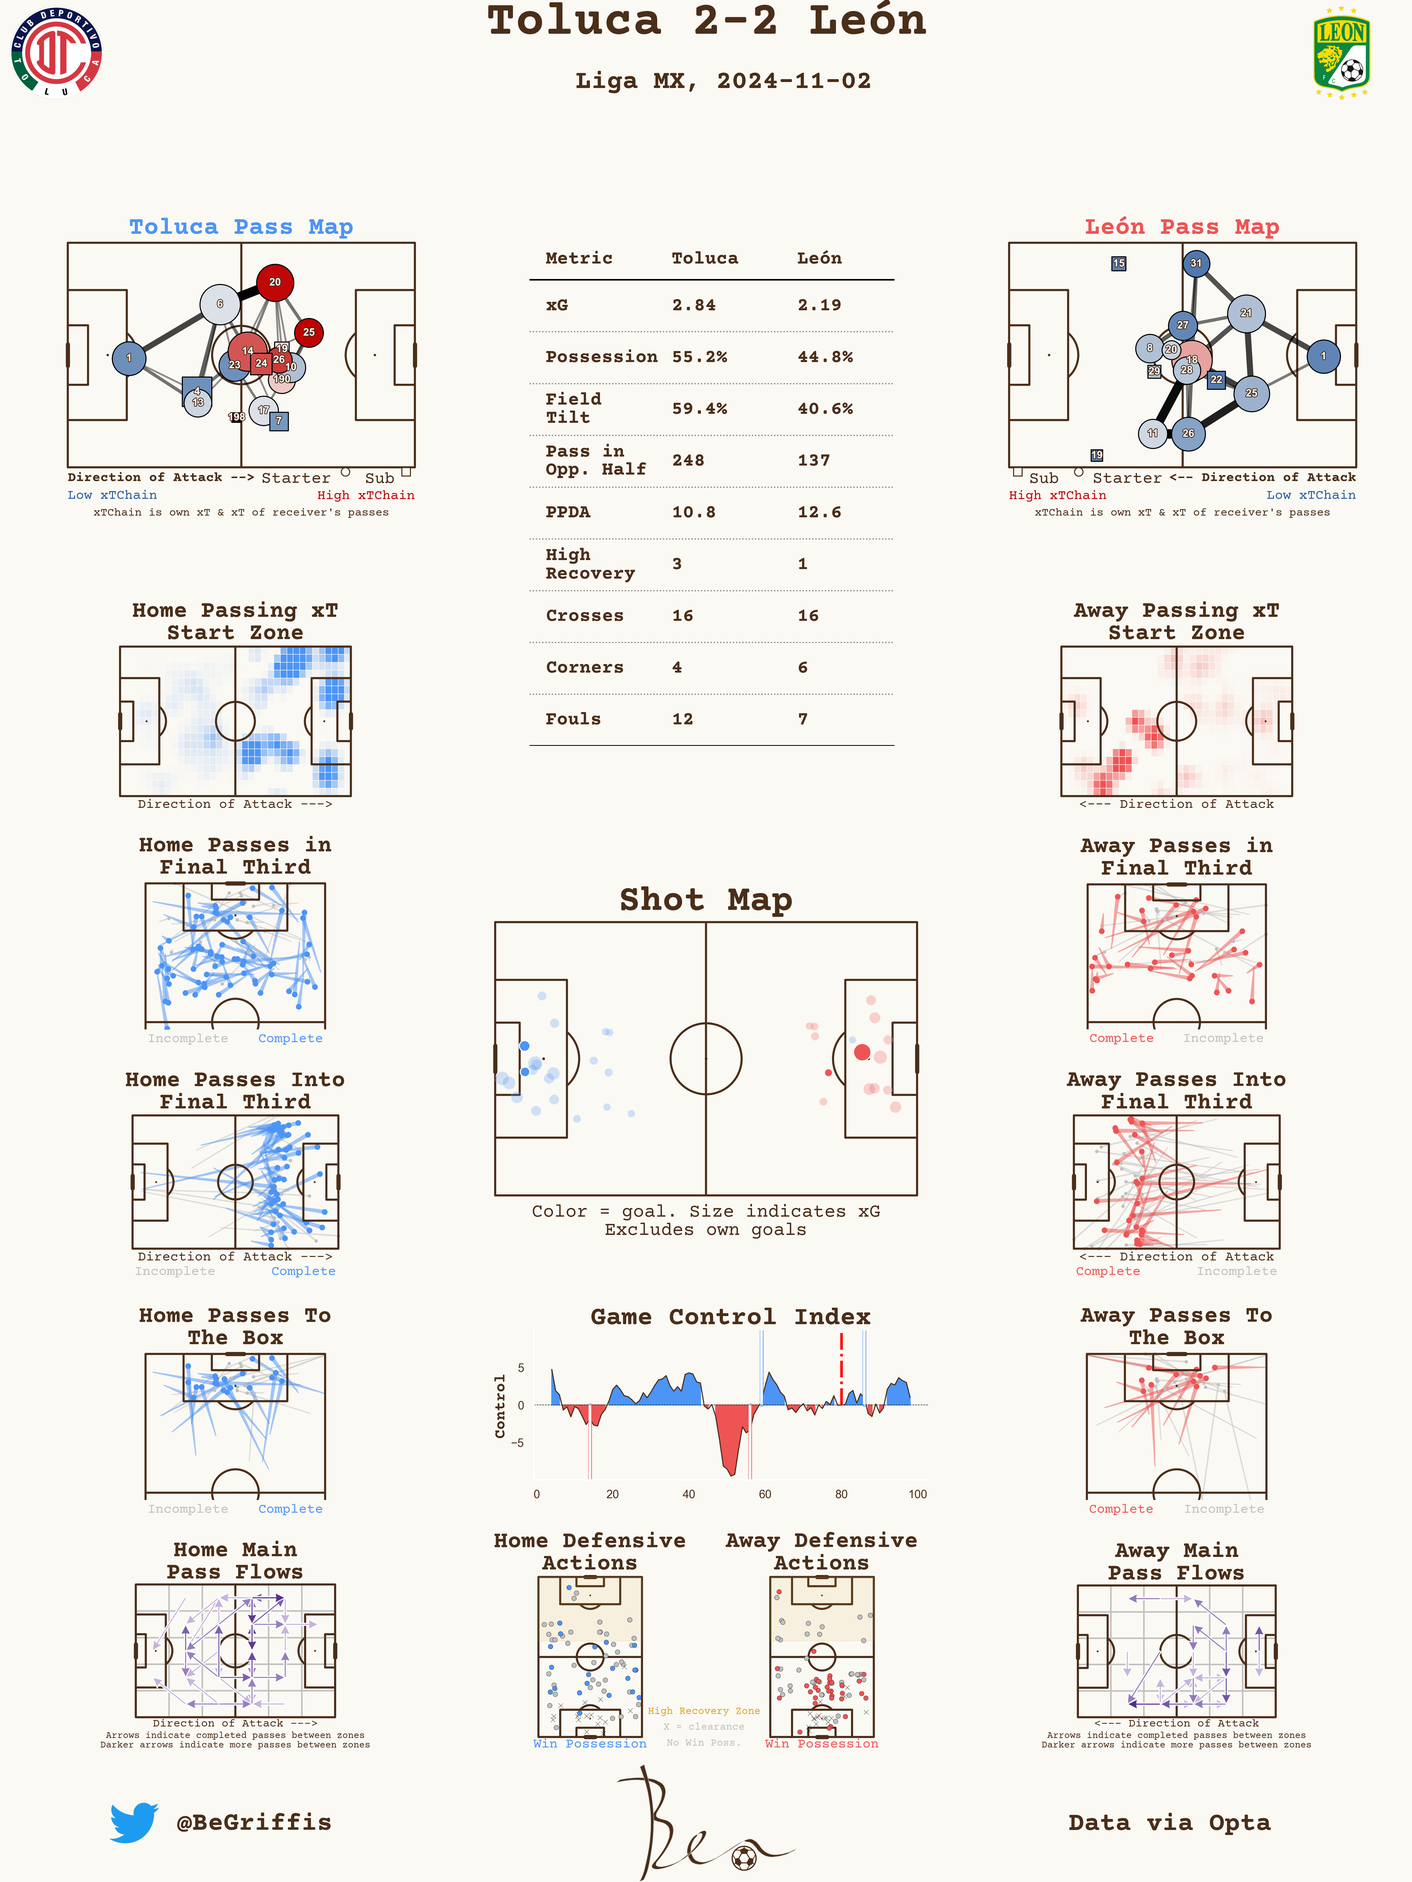 Toluca 2-2 León
Liga MX, 2024-11-02
CLUB DEPORTIVO
TOLUCA
LEON
F C
Toluca Pass Map
20
6
25
14
19
1
23
24
26
10
190
4
13
17
198
7
Direction of Attack --> Starter Sub
Low xTChain High xTChain
xTChain is own xT & xT of receiver's passes
Metric Toluca León
xG 2.84 2.19
Possession 55.2% 44.8%
Field
Tilt 59.4% 40.6%
Pass in
Opp. Half 248 137
PPDA 10.8 12.6
High
Recovery 3 1
Crosses 16 16
Corners 4 6
Fouls 12 7
León Pass Map
15
31
21
27
8
20
18
1
29
28
22
25
11
26
19
Sub Starter <-- Direction of Attack
High xTChain Low xTChain
xTChain is own xT & xT of receiver's passes
Home Passing xT
Start Zone
Direction of Attack --->
Away Passing xT
Start Zone
<--- Direction of Attack
Home Passes in
Final Third
Incomplete Complete
Away Passes in
Final Third
Complete Incomplete
Shot Map
Color = goal. Size indicates xG
Excludes own goals
Home Passes Into
Final Third
Direction of Attack --->
Incomplete Complete
Away Passes Into
Final Third
<--- Direction of Attack
Complete Incomplete
Home Passes To
The Box
Incomplete Complete
Game Control Index
Control
5
0
-5
0 20 40 60 80 100
Away Passes To
The Box
Complete Incomplete
Home Main
Pass Flows
Direction of Attack --->
Arrows indicate completed passes between zones
Darker arrows indicate more passes between zones
Home Defensive
Actions
Win Possession
Away Defensive
Actions
Win Possession
High Recovery Zone
X = clearance
No Win Poss.
Away Main
Pass Flows
<--- Direction of Attack
Arrows indicate completed passes between zones
Darker arrows indicate more passes between zones
@BeGriffis
Ben
Data via Opta